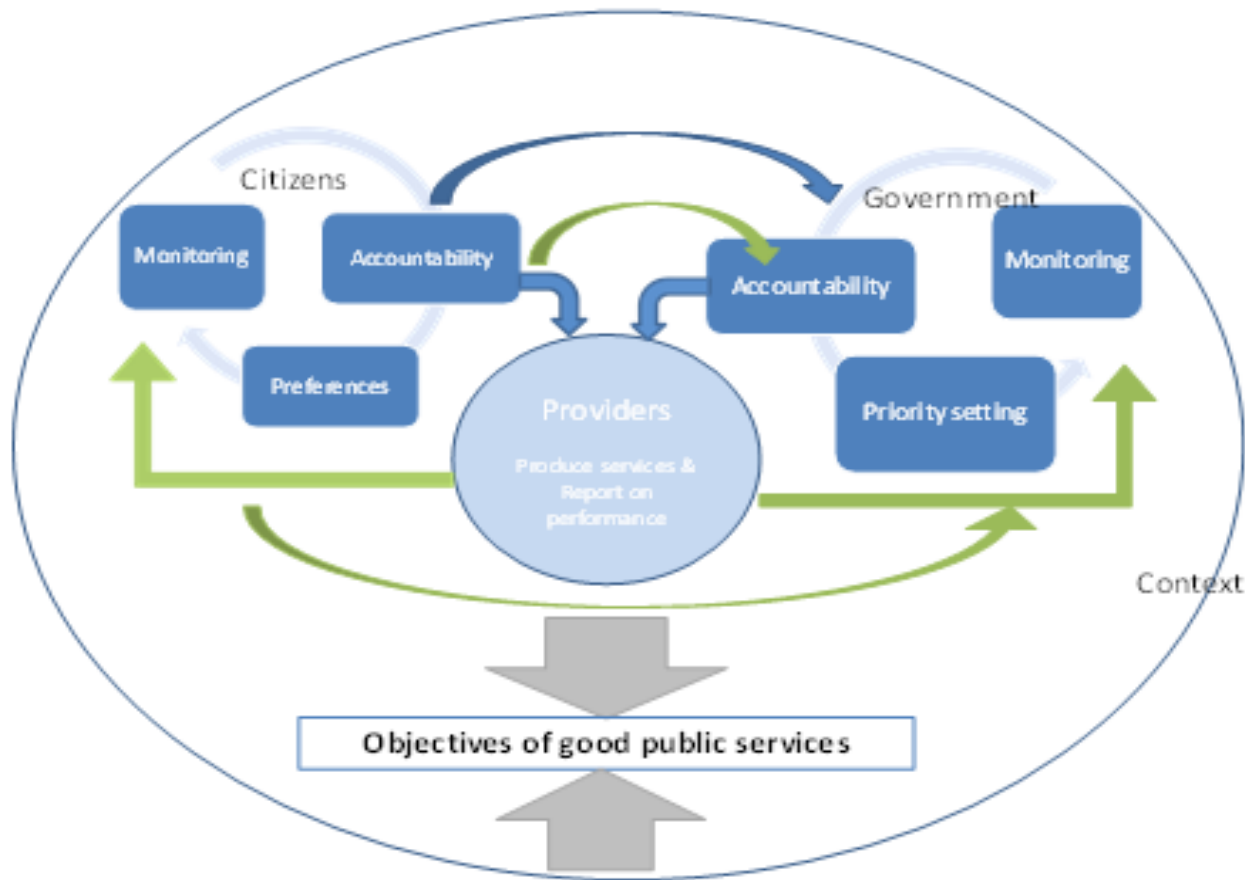 Citizens
Monitoring
Accountability
Preferences
Government
Accountability
Monitoring
Priority setting
Providers
Produce services &
Report on
performance
Context
Objectives of good public services